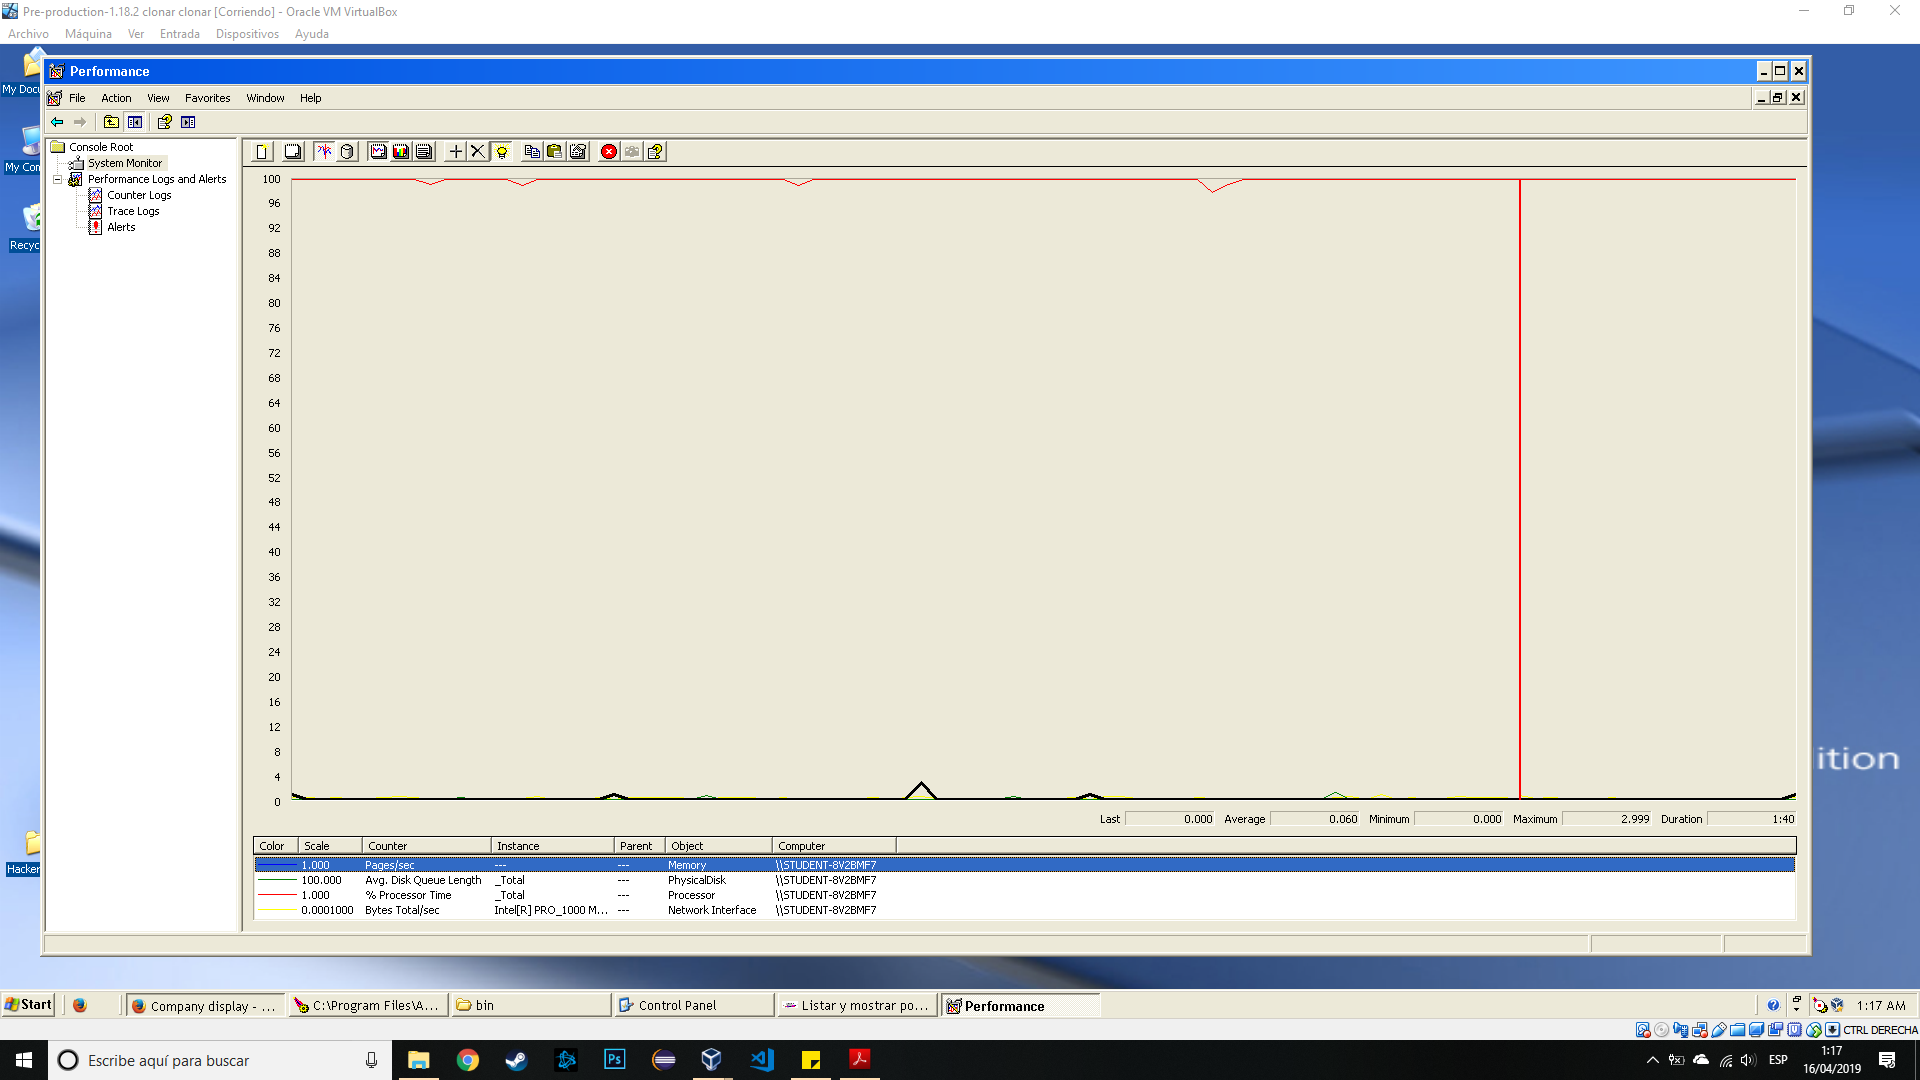 Pre-production-1.18.2 clonar clonar [Corriendo] - Oracle VM VirtualBox
Archivo Máquina Ver Entrada Dispositivos Ayuda
My Docu
My Com
Recyc
Hacker
Performance
File Action View Favorites Window Help
Console Root
System Monitor
Performance Logs and Alerts
Counter Logs
Trace Logs
Alerts
100
96
92
88
84
80
76
72
68
64
60
56
52
48
44
40
36
32
28
24
20
16
12
8
4
0
Last 0.000 Average 0.060 Minimum 0.000 Maximum 2.999 Duration 1:40
Color Scale Counter Instance Parent Object Computer
1.000 Pages/sec --- --- Memory \\STUDENT-8V2BMF7
100.000 Avg. Disk Queue Length _Total --- PhysicalDisk \\STUDENT-8V2BMF7
1.000 % Processor Time _Total --- Processor \\STUDENT-8V2BMF7
0.0001000 Bytes Total/sec Intel[R] PRO_1000 M... --- Network Interface \\STUDENT-8V2BMF7
ition
Start Company display - ... C:\Program Files\A... bin Control Panel Listar y mostrar po... Performance 1:17 AM
CTRL DERECHA
Escribe aquí para buscar
Ps
ESP
1:17
16/04/2019